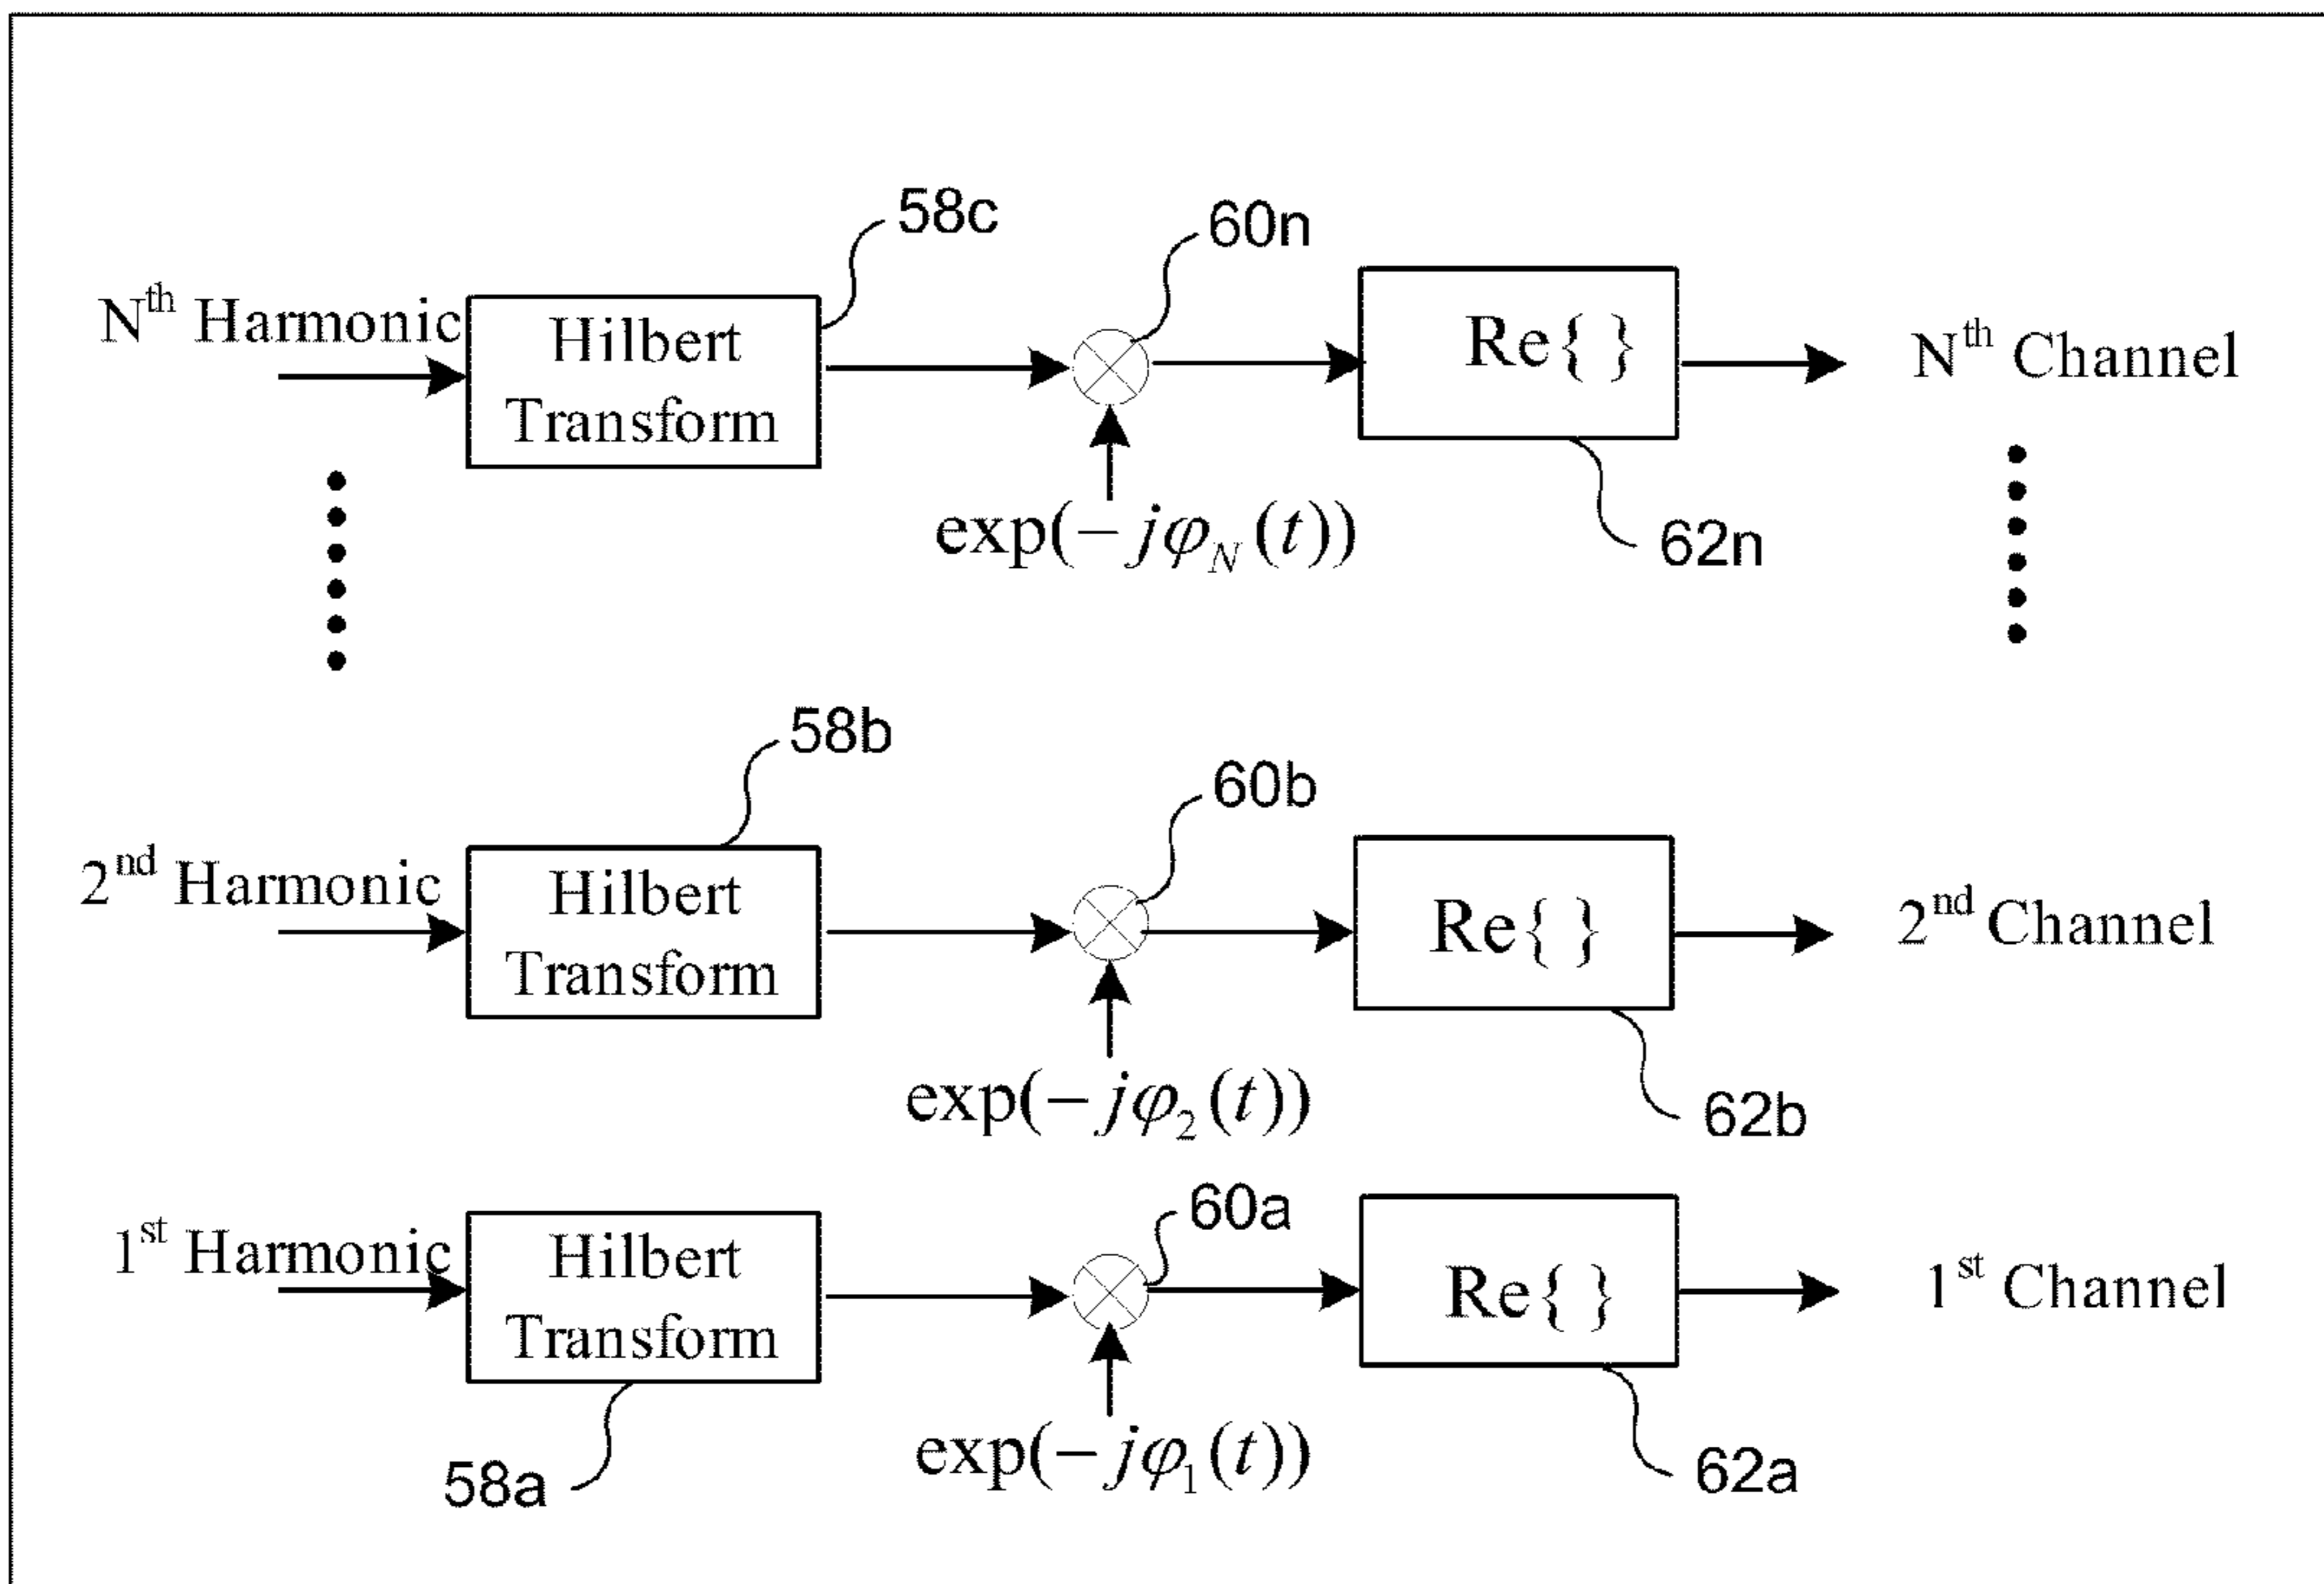 58c
60n
Nth Harmonic
Hilbert
Transform
Re{ }
Nth Channel
exp(−jφN(t))
62n
58b
60b
2nd Harmonic
Hilbert
Transform
Re{ }
2nd Channel
exp(−jφ2(t))
62b
60a
1st Harmonic
Hilbert
Transform
Re{ }
1st Channel
exp(−jφ1(t))
58a
62a